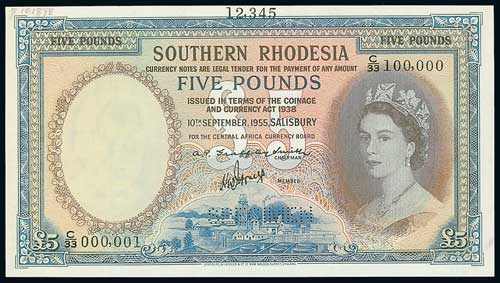 12,345
FIVE POUNDS FIVE POUNDS
SOUTHERN RHODESIA
CURRENCY NOTES ARE LEGAL TENDER FOR THE PAYMENT OF ANY AMOUNT
C/33 100,000
FIVE POUNDS
ISSUED IN TERMS OF THE COINAGE
AND CURRENCY ACT 1938
10TH SEPTEMBER, 1955, SALISBURY
FOR THE CENTRAL AFRICA CURRENCY BOARD
CHAIRMAN
MEMBER
C/33 000,001
£5 £5